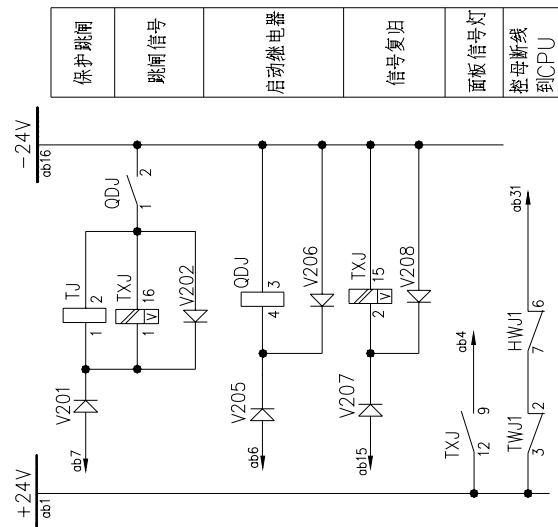 保护跳闸
跳闸信号
启动继电器
信号复归
面板信号灯
控母断线
到CPU
-24V
ab16
QDJ
1 2
TJ
1 2
TXJ
1 V 16
V202
V201
ab7
QDJ
4 3
V206
V205
ab6
TXJ
2 V 15
V208
V207
ab15
ab4
TXJ
12 9
ab31
HWJ1
7 6
TWJ1
3 2
+24V
ab1